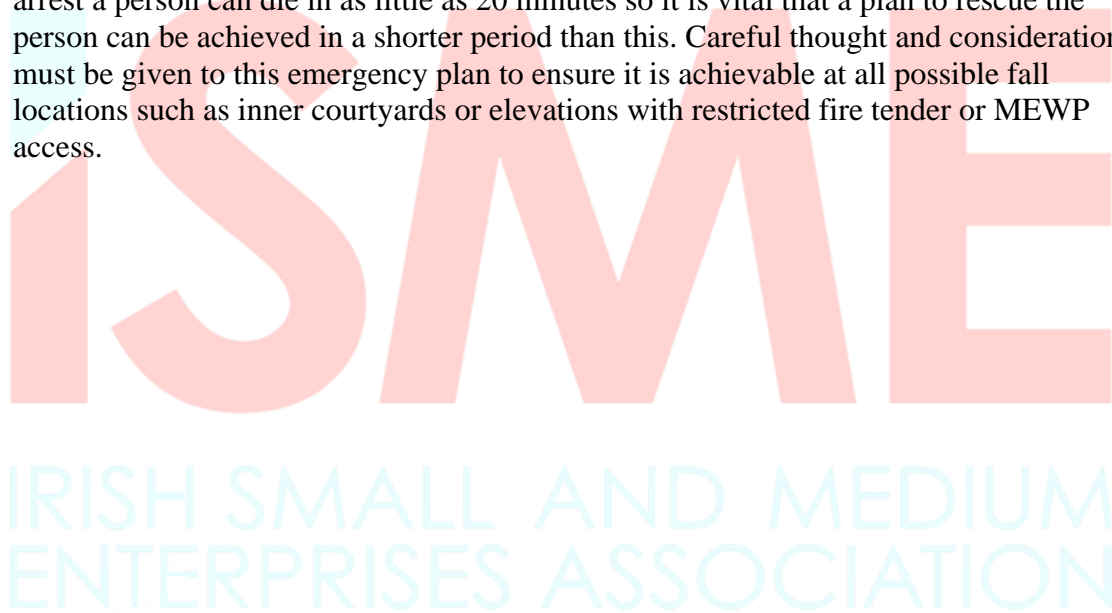 arrest a person can die in as little as 20 minutes so it is vital that a plan to rescue the
person can be achieved in a shorter period than this. Careful thought and consideration
must be given to this emergency plan to ensure it is achievable at all possible fall
locations such as inner courtyards or elevations with restricted fire tender or MEWP
access.
iSME
IRISH SMALL AND MEDIUM
ENTERPRISES ASSOCIATION